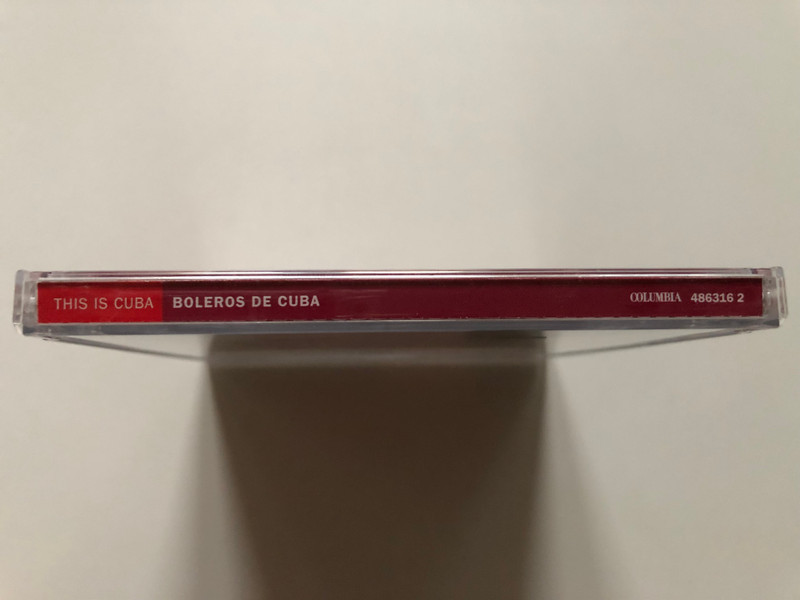 THIS IS CUBA BOLEROS DE CUBA COLUMBIA 486316 2